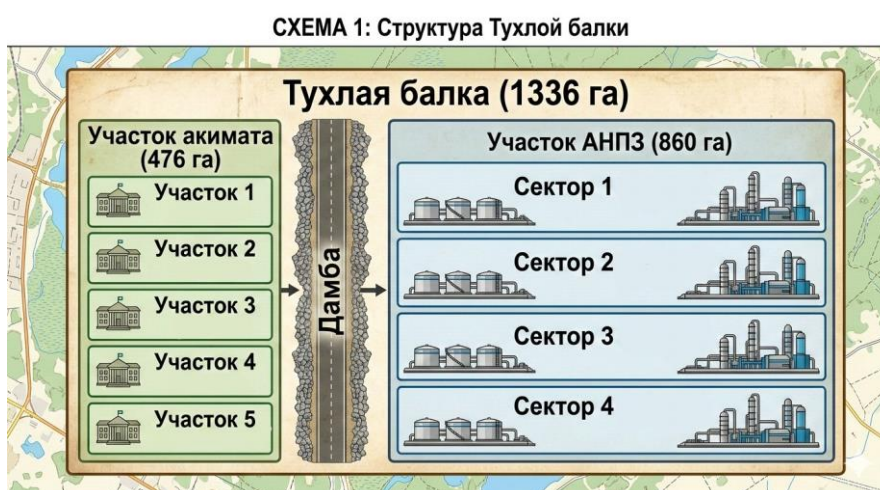 СХЕМА 1: Структура Тухлой балки
Тухлая балка (1336 га)
Участок акимата
(476 га)
Участок 1
Участок 2
Участок 3
Участок 4
Участок 5
Дамба
Участок АНПЗ (860 га)
Сектор 1
Сектор 2
Сектор 3
Сектор 4